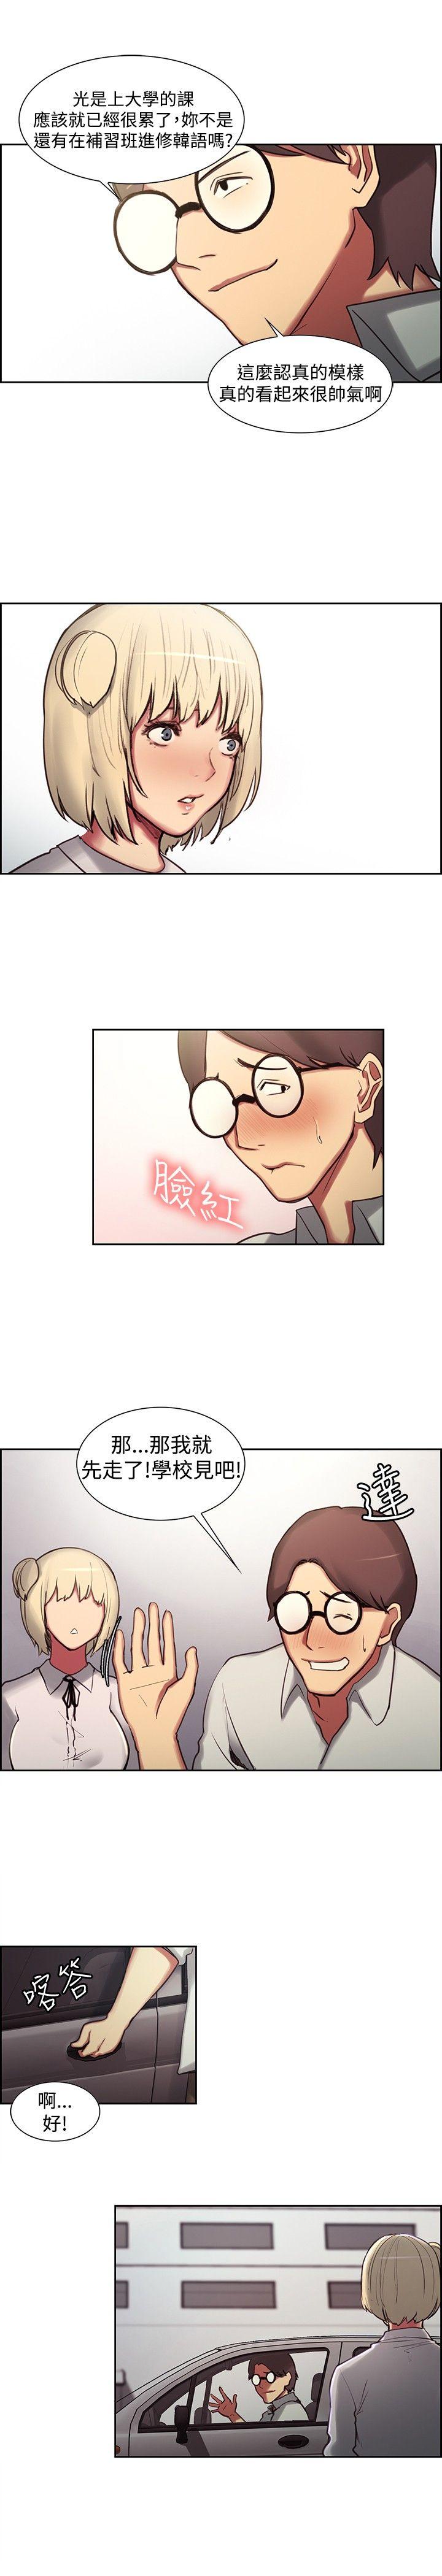 光是上大學的課
應該就已經很累了,妳不是
還有在補習班進修韓語嗎?
這麼認真的模樣
真的看起來很帥氣啊
臉紅
那...那我就
先走了!學校見吧!
達
喀答
啊...
好!